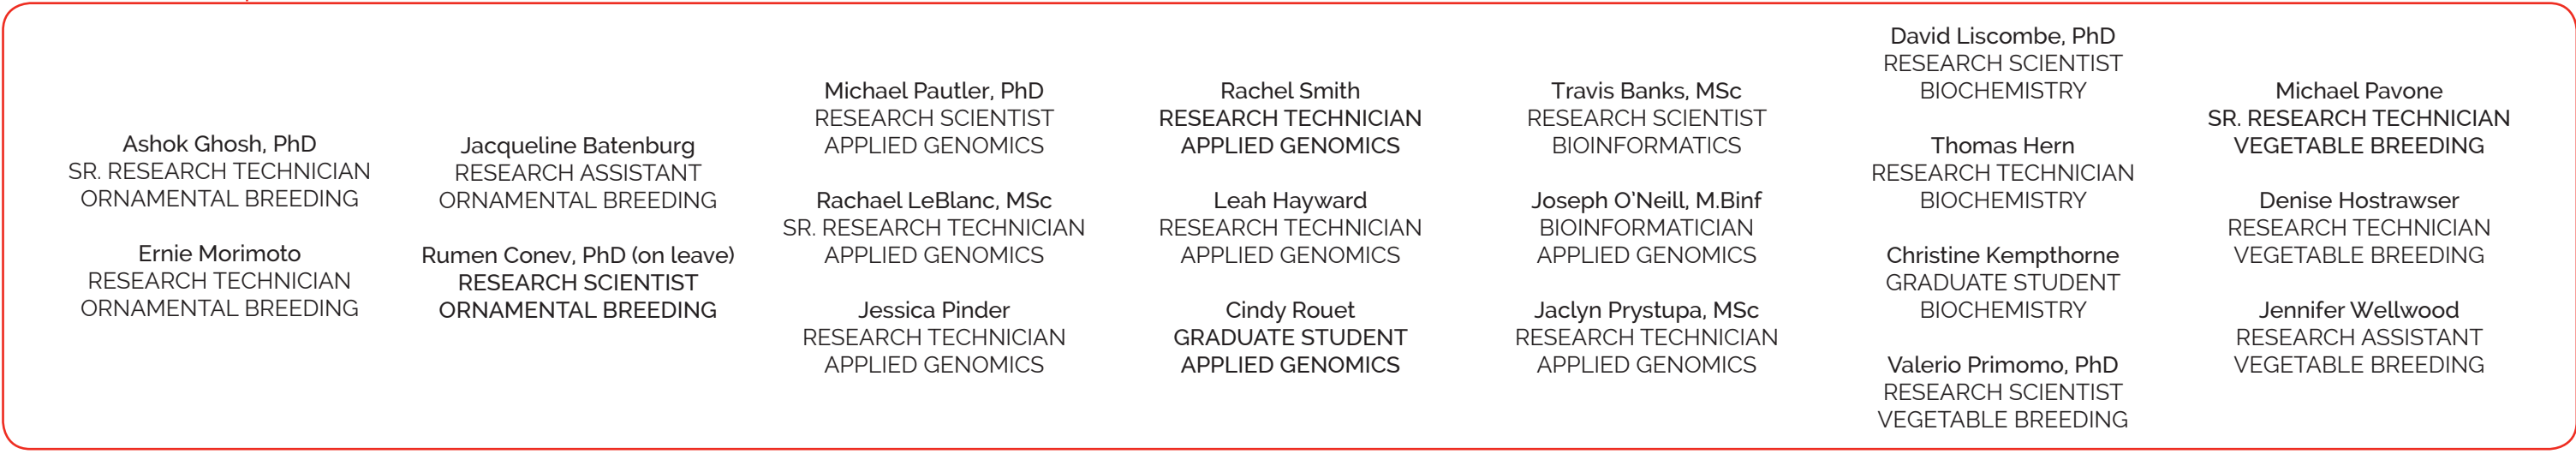 Ashok Ghosh, PhD
SR. RESEARCH TECHNICIAN
ORNAMENTAL BREEDING
Ernie Morimoto
RESEARCH TECHNICIAN
ORNAMENTAL BREEDING
Jacqueline Batenburg
RESEARCH ASSISTANT
ORNAMENTAL BREEDING
Rumen Conev, PhD (on leave)
RESEARCH SCIENTIST
ORNAMENTAL BREEDING
Michael Pautler, PhD
RESEARCH SCIENTIST
APPLIED GENOMICS
Rachael LeBlanc, MSc
SR. RESEARCH TECHNICIAN
APPLIED GENOMICS
Jessica Pinder
RESEARCH TECHNICIAN
APPLIED GENOMICS
Rachel Smith
RESEARCH TECHNICIAN
APPLIED GENOMICS
Leah Hayward
RESEARCH TECHNICIAN
APPLIED GENOMICS
Cindy Rouet
GRADUATE STUDENT
APPLIED GENOMICS
Travis Banks, MSc
RESEARCH SCIENTIST
BIOINFORMATICS
Joseph O'Neill, M.Binf
BIOINFORMATICIAN
APPLIED GENOMICS
Jaclyn Prystupa, MSc
RESEARCH TECHNICIAN
APPLIED GENOMICS
David Liscombe, PhD
RESEARCH SCIENTIST
BIOCHEMISTRY
Thomas Hern
RESEARCH TECHNICIAN
BIOCHEMISTRY
Christine Kempthorne
GRADUATE STUDENT
BIOCHEMISTRY
Valerio Primomo, PhD
RESEARCH SCIENTIST
VEGETABLE BREEDING
Michael Pavone
SR. RESEARCH TECHNICIAN
VEGETABLE BREEDING
Denise Hostrawser
RESEARCH TECHNICIAN
VEGETABLE BREEDING
Jennifer Wellwood
RESEARCH ASSISTANT
VEGETABLE BREEDING